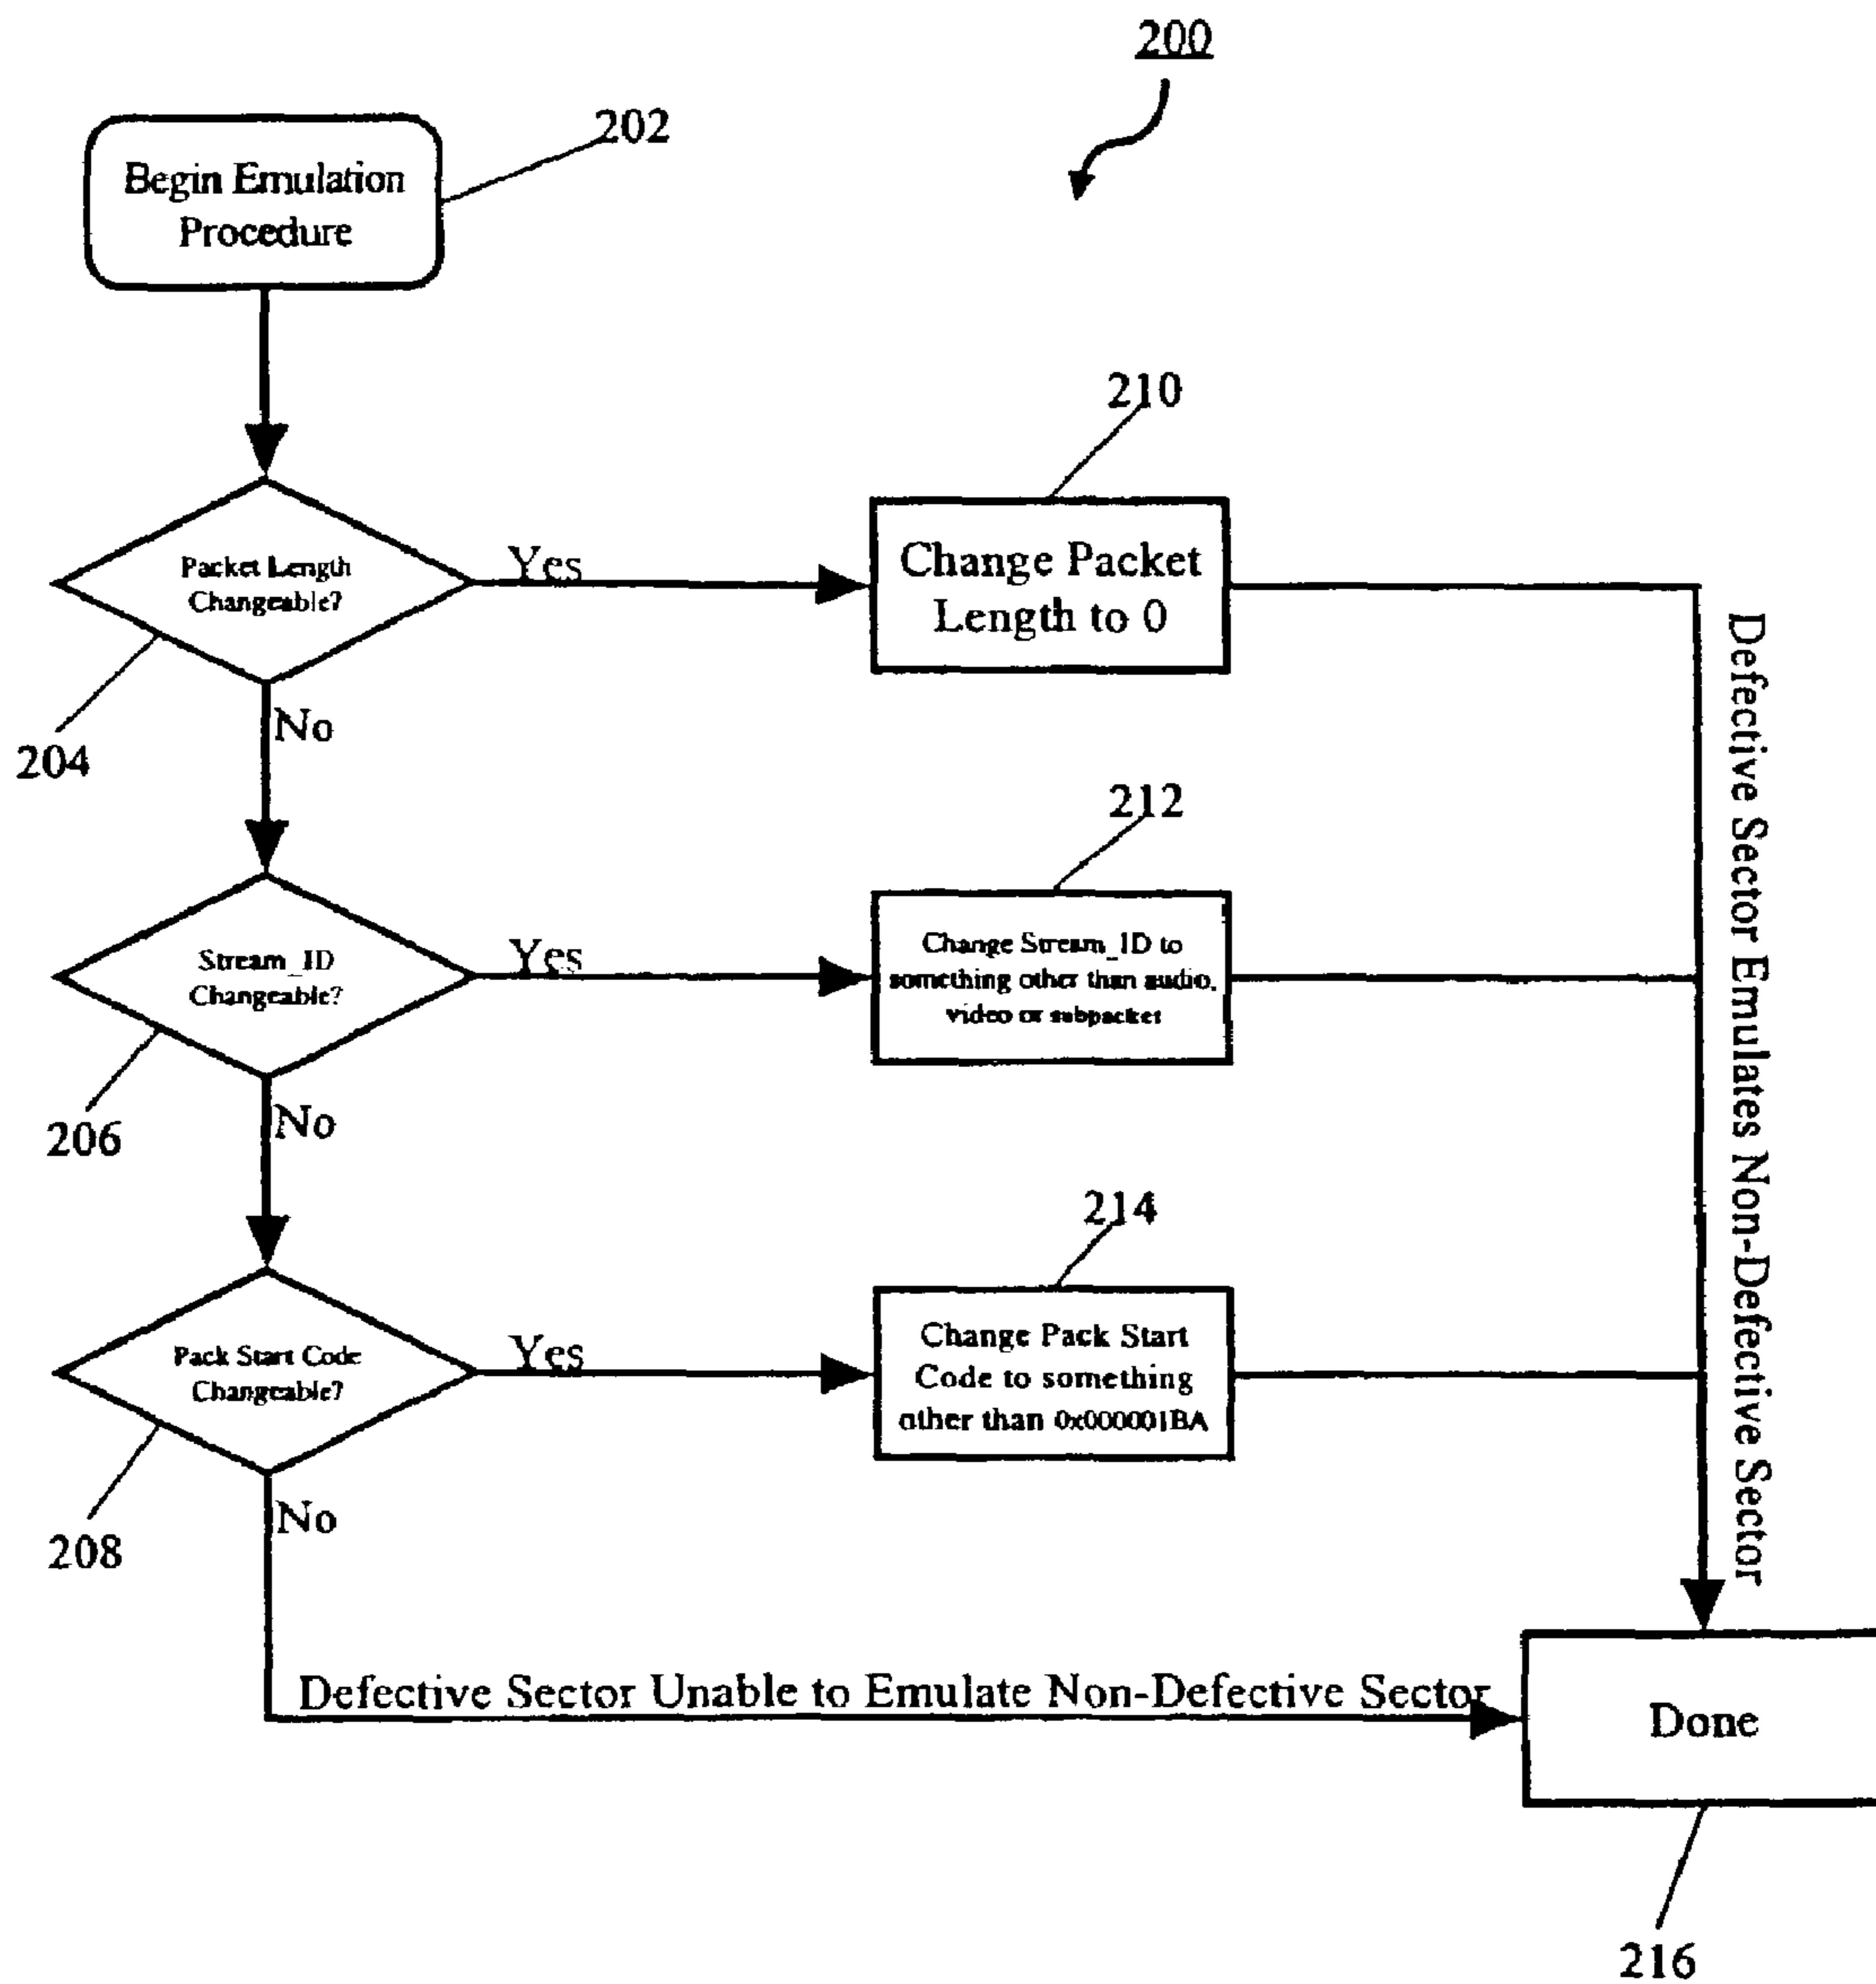 200
202
Begin Emulation
Procedure
210
Packet Length
Changeable?
Yes
Change Packet
Length to 0
204
No
212
Stream_ID
Changeable?
Yes
Change Stream_ID to
something other than audio,
video or subpacket
206
No
214
Pack Start Code
Changeable?
Yes
Change Pack Start
Code to something
other than 0x000001BA
208
No
Defective Sector Emulates Non-Defective Sector
Defective Sector Unable to Emulate Non-Defective Sector
Done
216